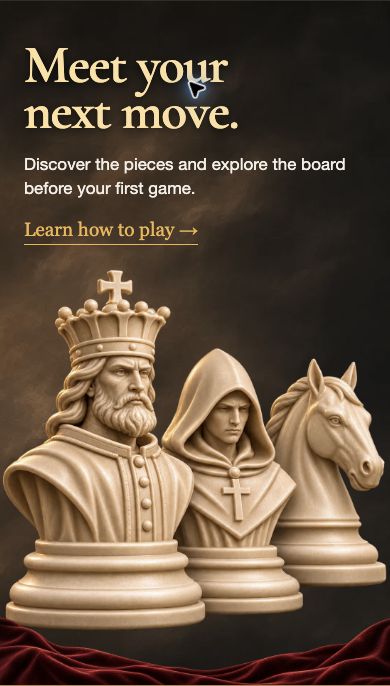 Meet your
next move.
Discover the pieces and explore the board
before your first game.
Learn how to play →